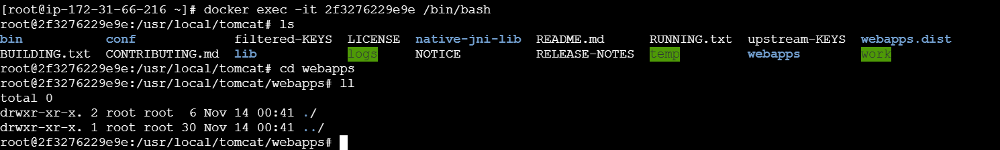 [root@ip-172-31-66-216 ~]# docker exec -it 2f3276229e9e /bin/bash
root@2f3276229e9e:/usr/local/tomcat# ls
bin conf filtered-KEYS LICENSE native-jni-lib README.md RUNNING.txt upstream-KEYS webapps.dist
BUILDING.txt CONTRIBUTING.md lib logs NOTICE RELEASE-NOTES temp webapps work
root@2f3276229e9e:/usr/local/tomcat# cd webapps
root@2f3276229e9e:/usr/local/tomcat/webapps# ll
total 0
drwxr-xr-x. 2 root root  6 Nov 14 00:41 ./
drwxr-xr-x. 1 root root 30 Nov 14 00:41 ../
root@2f3276229e9e:/usr/local/tomcat/webapps#